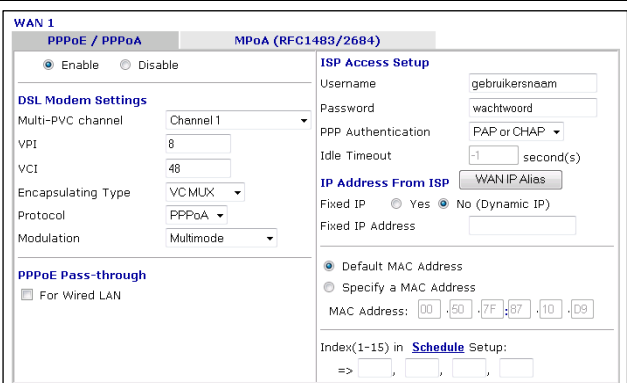 WAN 1
PPPoE / PPPoA
MPoA (RFC1483/2684)
Enable Disable
DSL Modem Settings
Multi-PVC channel Channel 1
VPI 8
VCI 48
Encapsulating Type VC MUX
Protocol PPPoA
Modulation Multimode
PPPoE Pass-through
For Wired LAN
ISP Access Setup
Username gebruikersnaam
Password wachtwoord
PPP Authentication PAP or CHAP
Idle Timeout -1 second(s)
IP Address From ISP WAN IP Alias
Fixed IP Yes No (Dynamic IP)
Fixed IP Address
Default MAC Address
Specify a MAC Address
MAC Address: 00 .50 .7F :87 .10 .D9
Index(1-15) in Schedule Setup:
=> , , ,